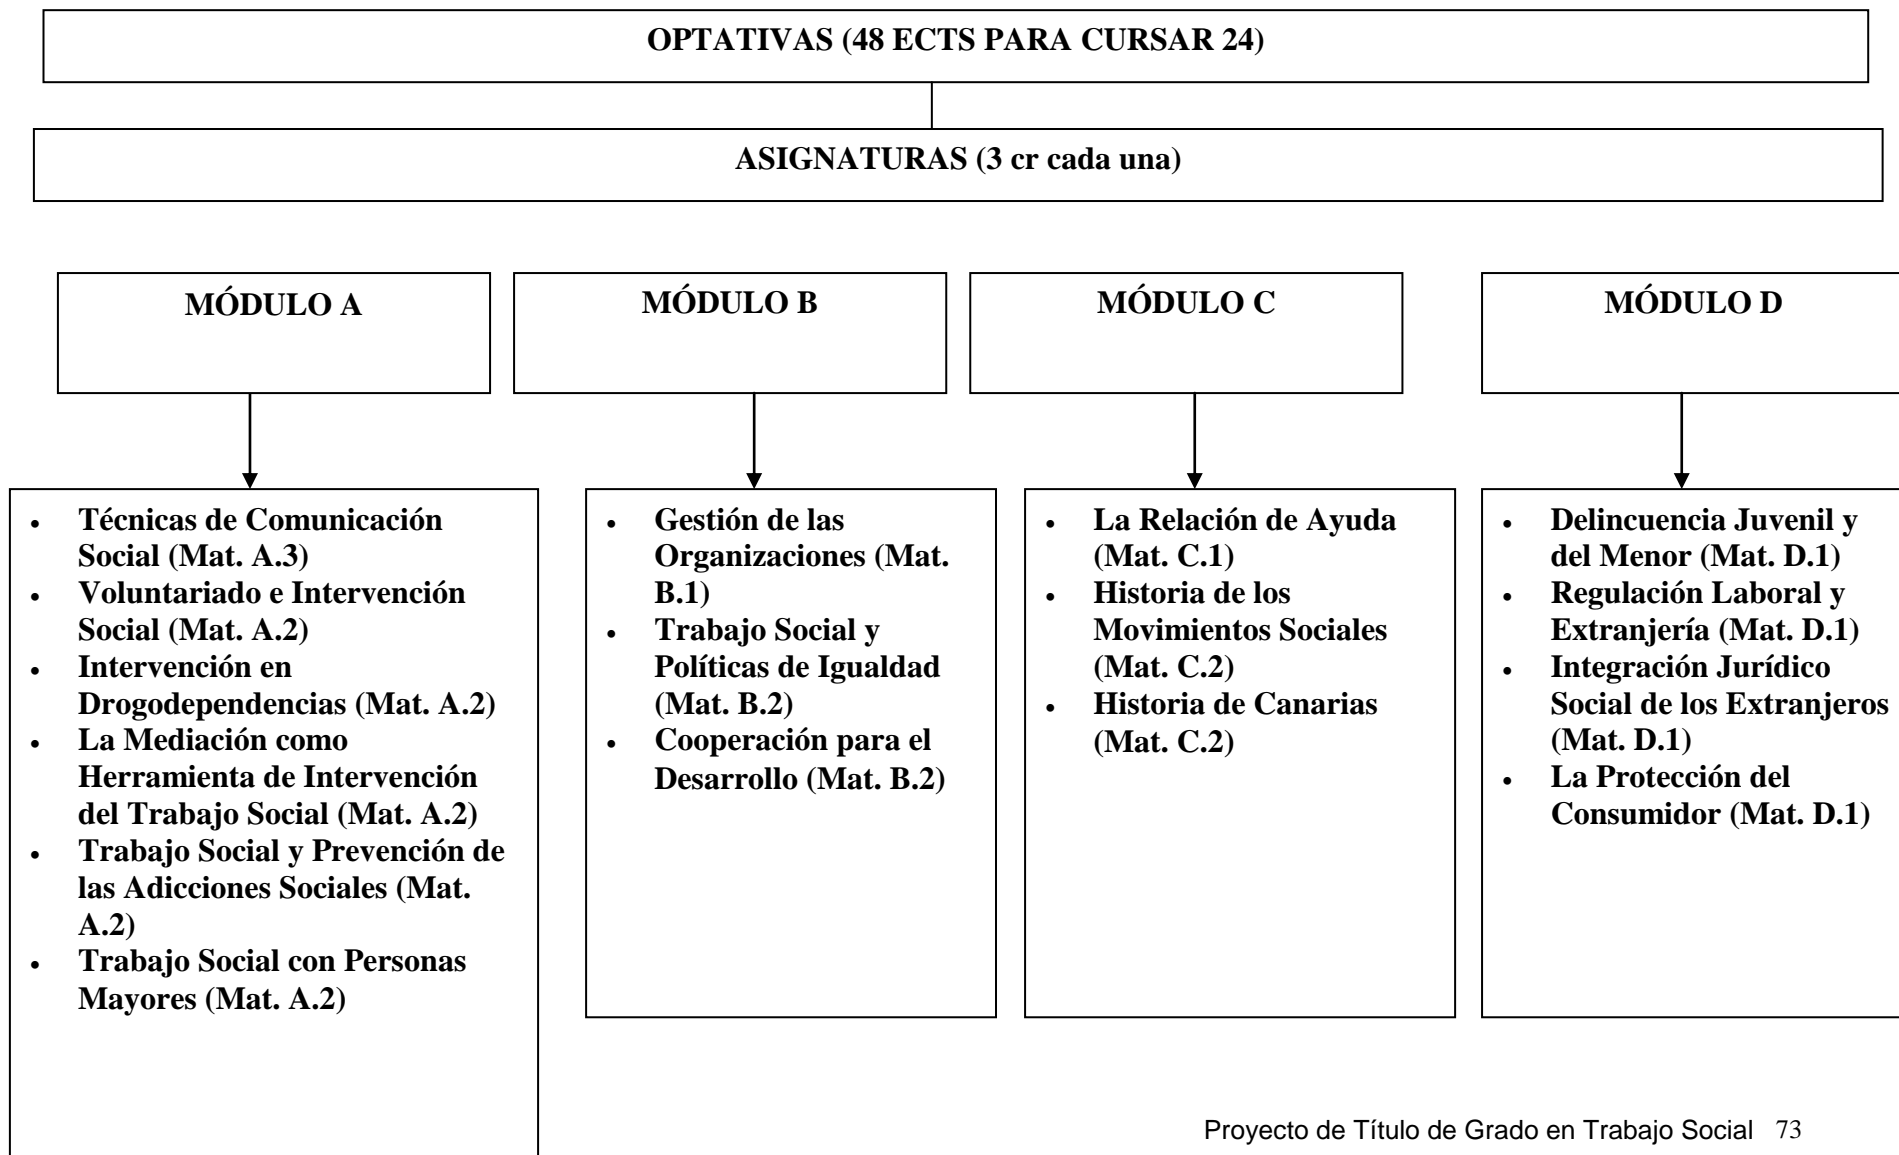 OPTATIVAS (48 ECTS PARA CURSAR 24)
ASIGNATURAS (3 cr cada una)
MÓDULO A
MÓDULO B
MÓDULO C
MÓDULO D
• Técnicas de Comunicación
Social (Mat. A.3)
• Voluntariado e Intervención
Social (Mat. A.2)
• Intervención en
Drogodependencias (Mat. A.2)
• La Mediación como
Herramienta de Intervención
del Trabajo Social (Mat. A.2)
• Trabajo Social y Prevención de
las Adicciones Sociales (Mat.
A.2)
• Trabajo Social con Personas
Mayores (Mat. A.2)
• Gestión de las
Organizaciones (Mat.
B.1)
• Trabajo Social y
Políticas de Igualdad
(Mat. B.2)
• Cooperación para el
Desarrollo (Mat. B.2)
• La Relación de Ayuda
(Mat. C.1)
• Historia de los
Movimientos Sociales
(Mat. C.2)
• Historia de Canarias
(Mat. C.2)
• Delincuencia Juvenil y
del Menor (Mat. D.1)
• Regulación Laboral y
Extranjería (Mat. D.1)
• Integración Jurídico
Social de los Extranjeros
(Mat. D.1)
• La Protección del
Consumidor (Mat. D.1)
Proyecto de Título de Grado en Trabajo Social 73